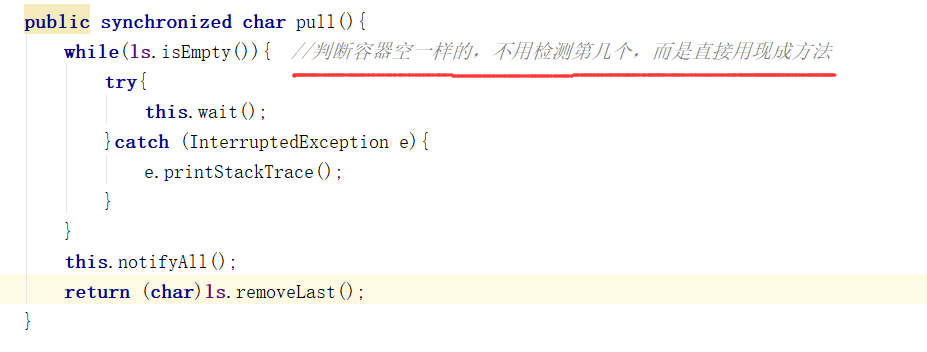 public synchronized char pull(){
while(ls.isEmpty()){ //判断容器空一样的，不用检测第几个，而是直接用现成方法
try{
this.wait();
}catch (InterruptedException e){
e.printStackTrace();
}
}
this.notifyAll();
return (char)ls.removeLast();
}